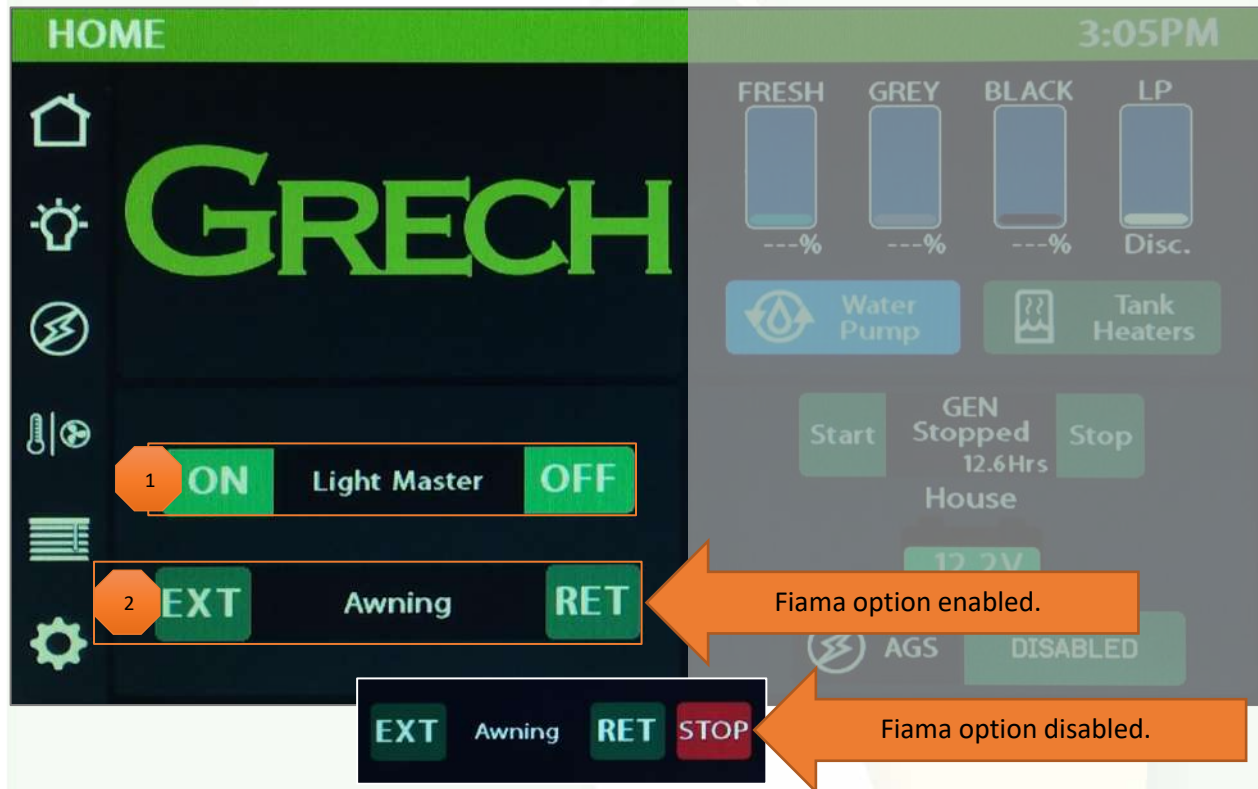 HOME
3:05PM
GRECH
FRESH GREY BLACK LP
---% ---% ---% Disc.
Water
Pump
Tank
Heaters
1 ON Light Master OFF
Start
GEN
Stopped
12.6Hrs
Stop
House
12.2V
2 EXT Awning RET
Fiama option enabled.
AGS DISABLED
EXT Awning RET STOP
Fiama option disabled.